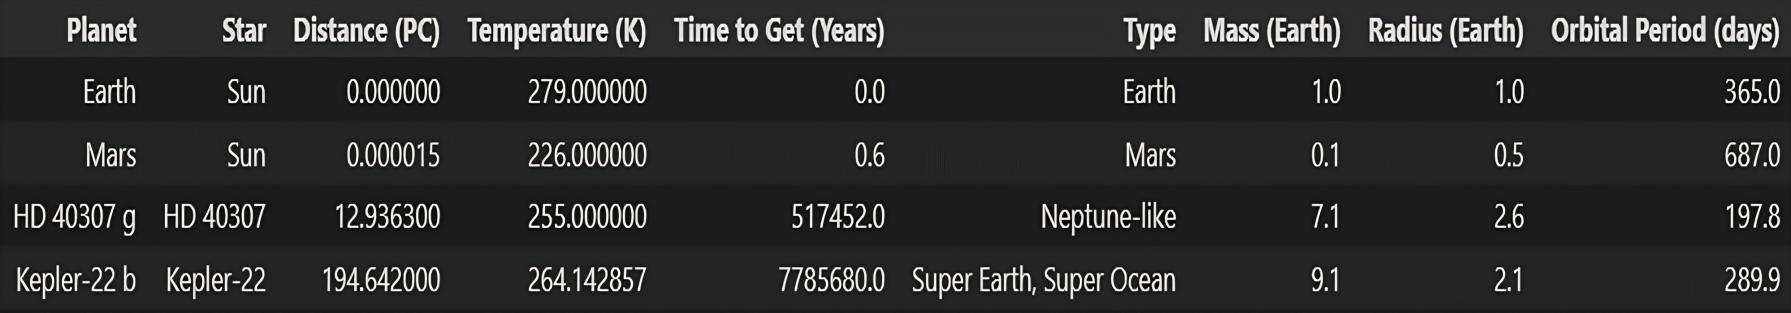 Planet Star Distance (PC) Temperature (K) Time to Get (Years) Type Mass (Earth) Radius (Earth) Orbital Period (days)
Earth Sun 0.000000 279.000000 0.0 Earth 1.0 1.0 365.0
Mars Sun 0.000015 226.000000 0.6 Mars 0.1 0.5 687.0
HD 40307 g HD 40307 12.936300 255.000000 517452.0 Neptune-like 7.1 2.6 197.8
Kepler-22 b Kepler-22 194.642000 264.142857 7785680.0 Super Earth, Super Ocean 9.1 2.1 289.9